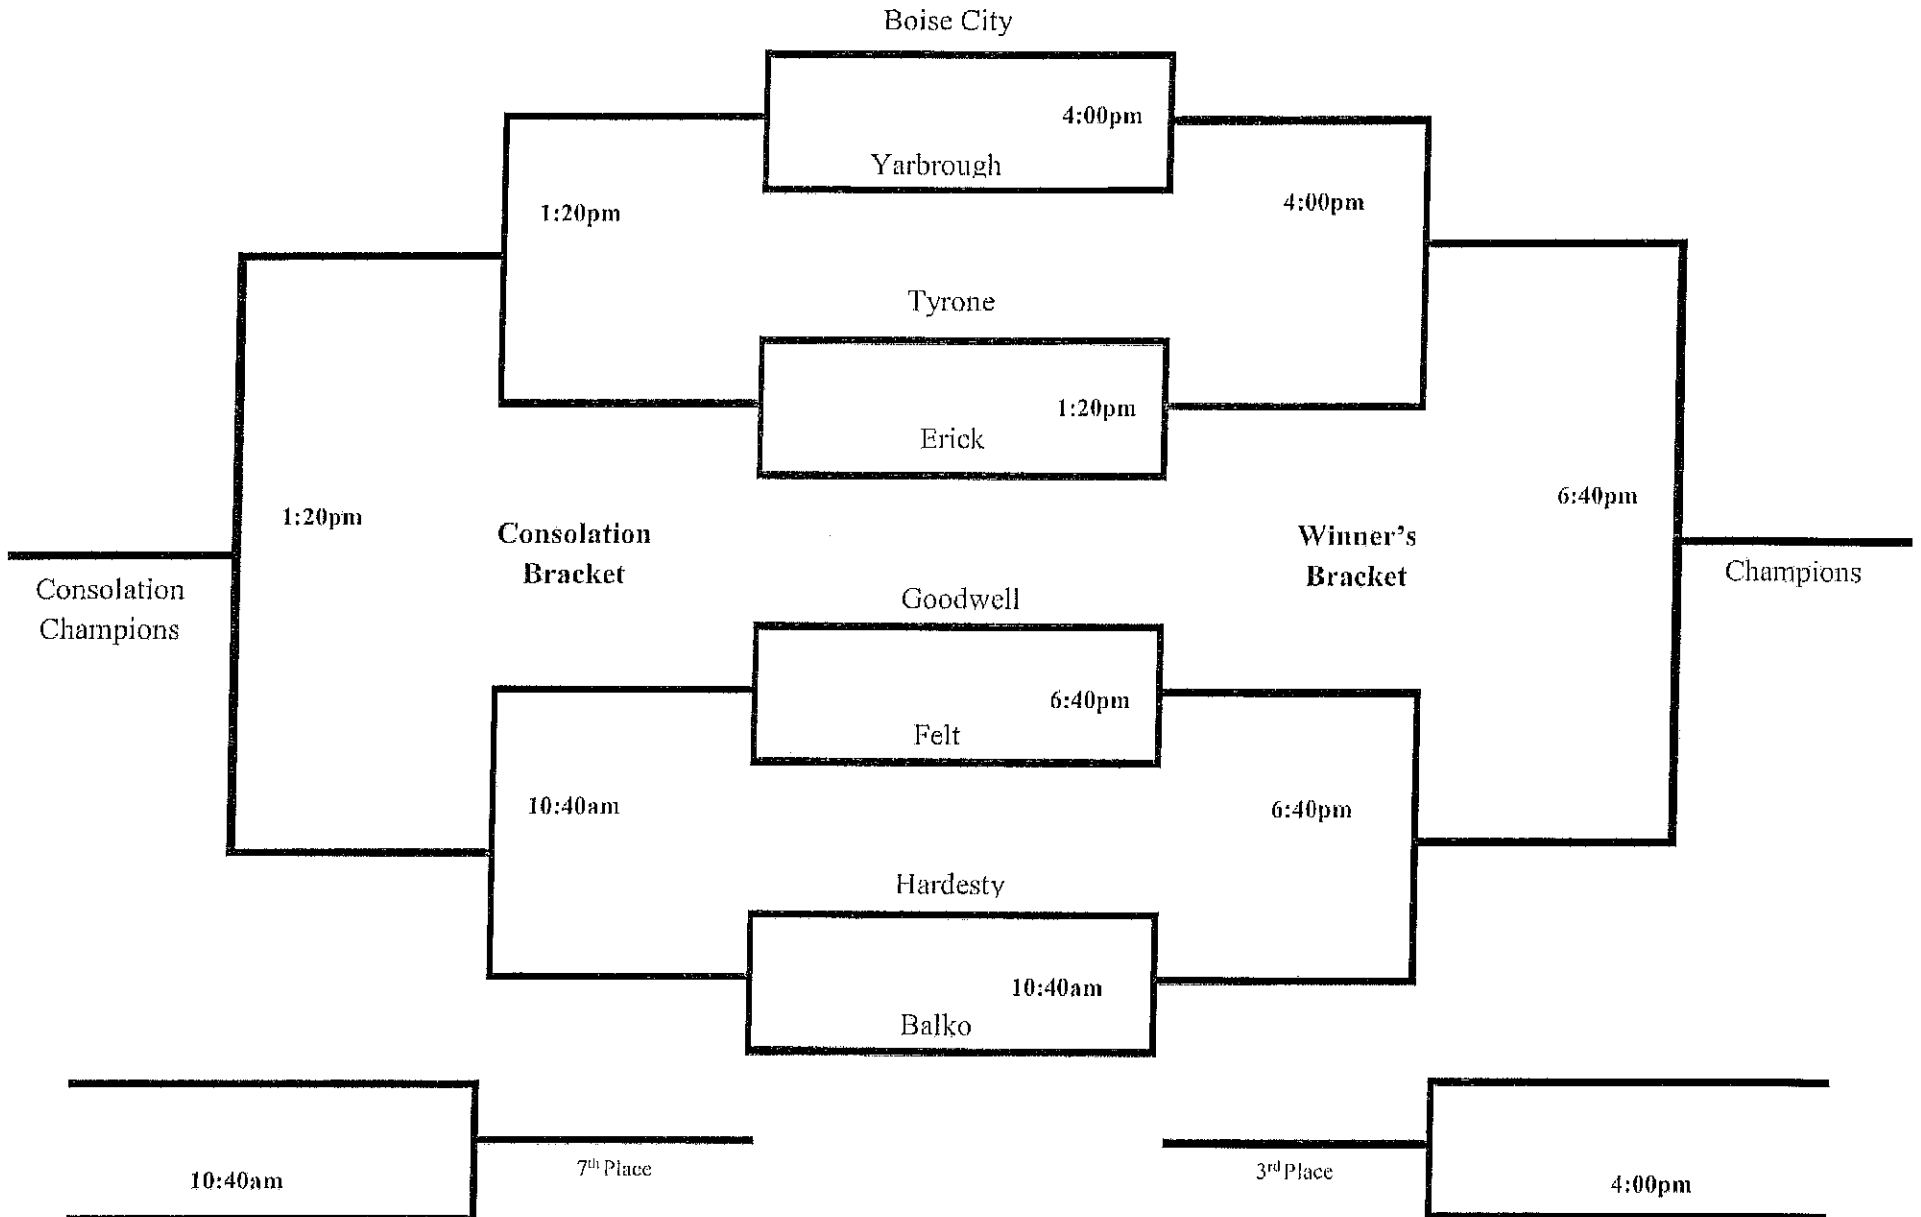 Boise City
4:00pm
Yarbrough
1:20pm
4:00pm
Tyrone
1:20pm
Erick
6:40pm
1:20pm
Consolation
Bracket
Winner's
Bracket
Consolation
Champions
Champions
Goodwell
6:40pm
Felt
10:40am
6:40pm
Hardesty
10:40am
Balko
7th Place
3rd Place
10:40am
4:00pm